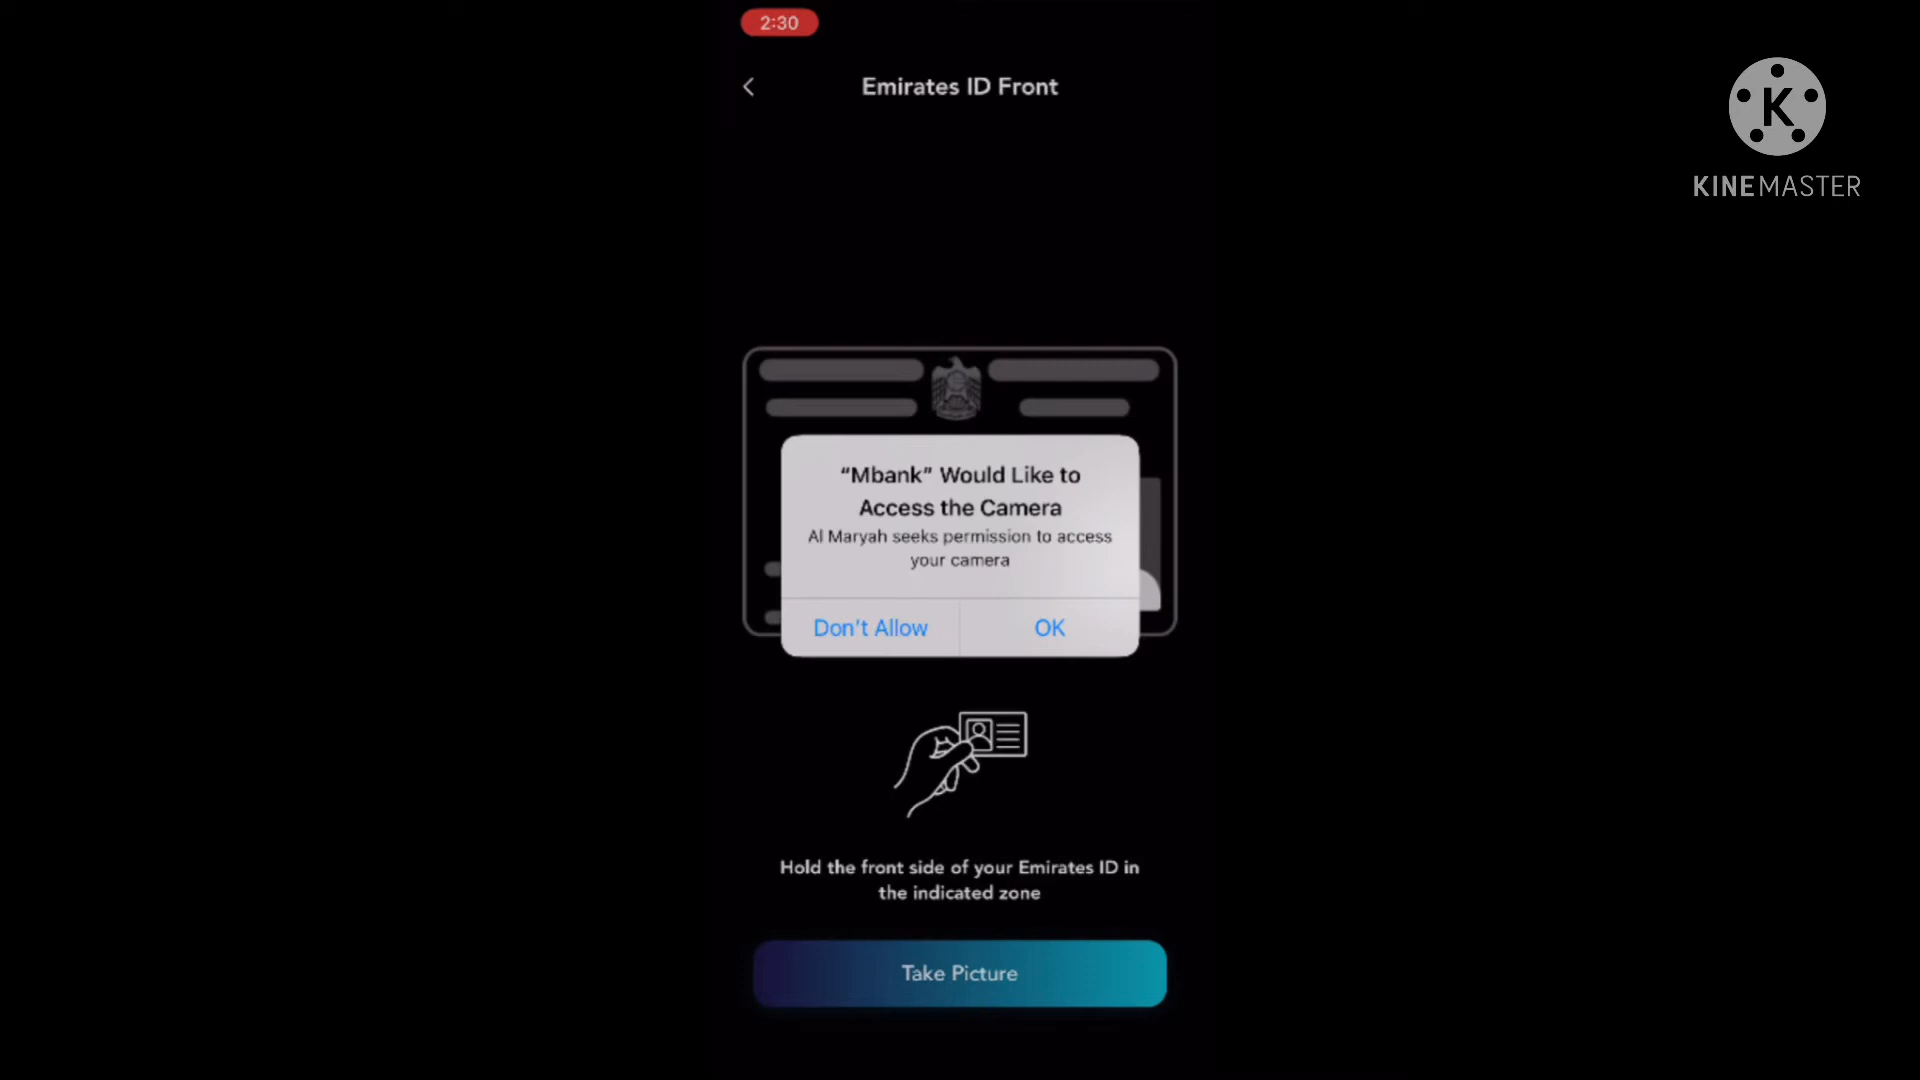 2:30
Emirates ID Front
K
KINEMASTER
“Mbank” Would Like to
Access the Camera
Al Maryah seeks permission to access
your camera
Don't Allow
OK
Hold the front side of your Emirates ID in
the indicated zone
Take Picture